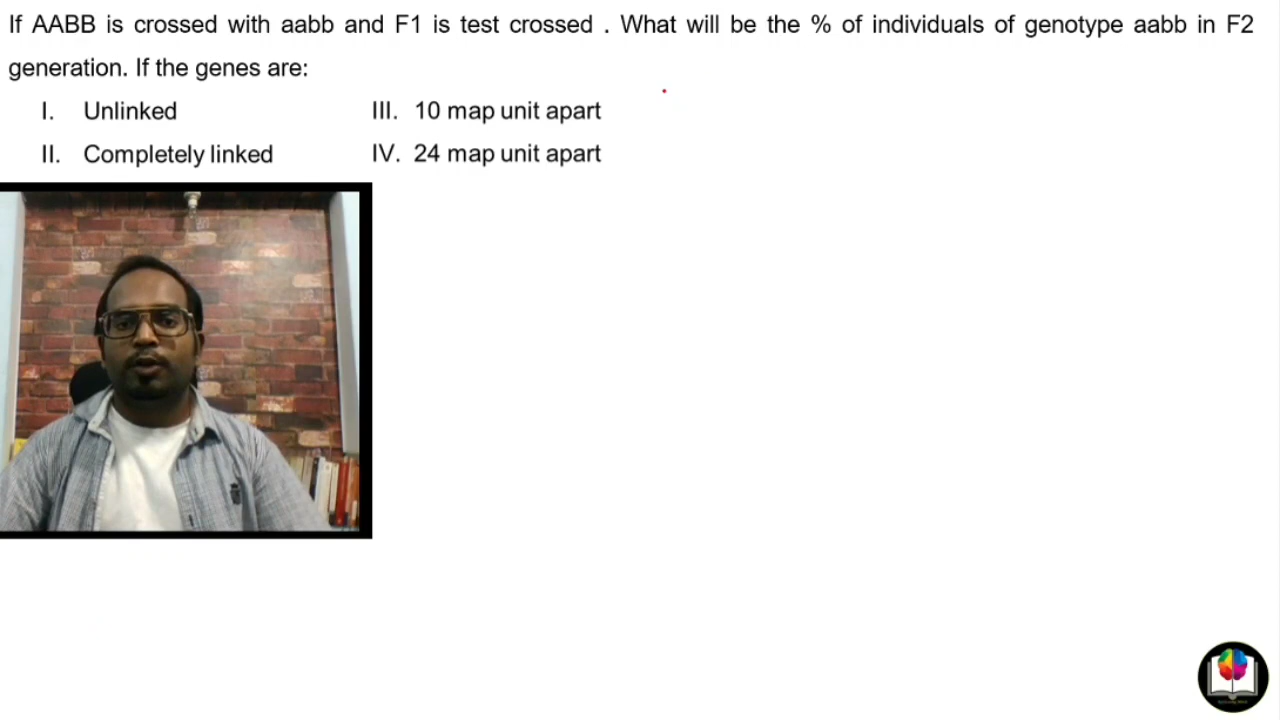 If AABB is crossed with aabb and F1 is test crossed . What will be the % of individuals of genotype aabb in F2
generation. If the genes are:
I. Unlinked
II. Completely linked
III. 10 map unit apart
IV. 24 map unit apart